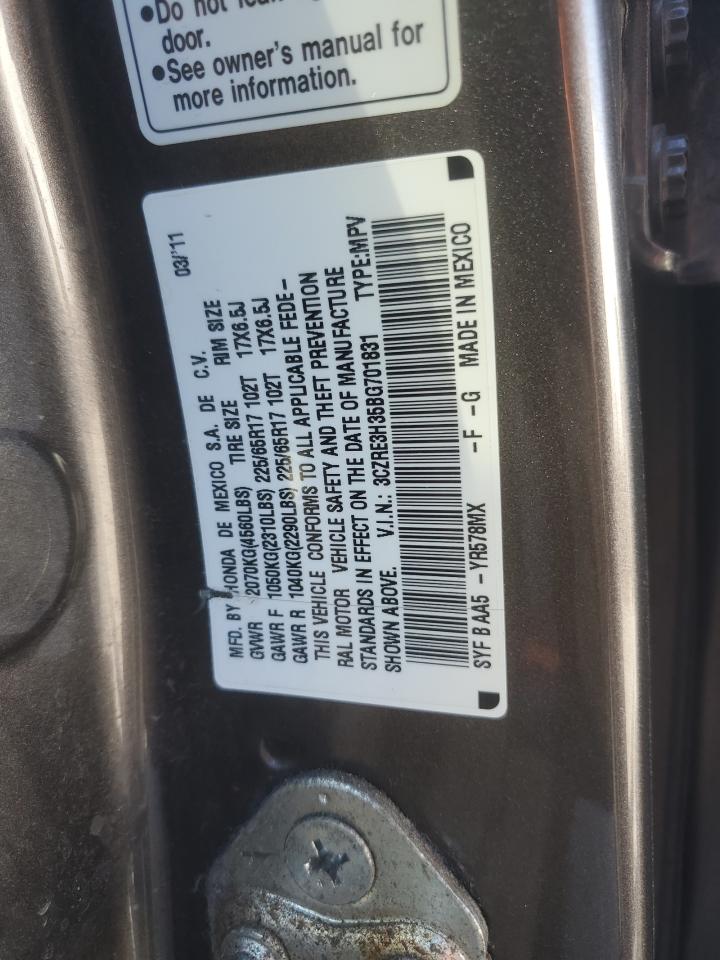 ●Do not
door.
●See owner's manual for
more information.
03/'11
MFD. BY HONDA DE MEXICO S.A. DE C.V.
GVWR 2070KG(4560LBS) TIRE SIZE RIM SIZE
GAWR F 1050KG(2310LBS) 225/65R17 102T 17X6.5J
GAWR R 1040KG(2290LBS) 225/65R17 102T 17X6.5J
THIS VEHICLE CONFORMS TO ALL APPLICABLE FEDE-
RAL MOTOR VEHICLE SAFETY AND THEFT PREVENTION
STANDARDS IN EFFECT ON THE DATE OF MANUFACTURE
SHOWN ABOVE. V.I.N.: 3CZRE3H35BG701831 TYPE:MPV
SYF B AA5 -YR578MX -F -G MADE IN MEXICO